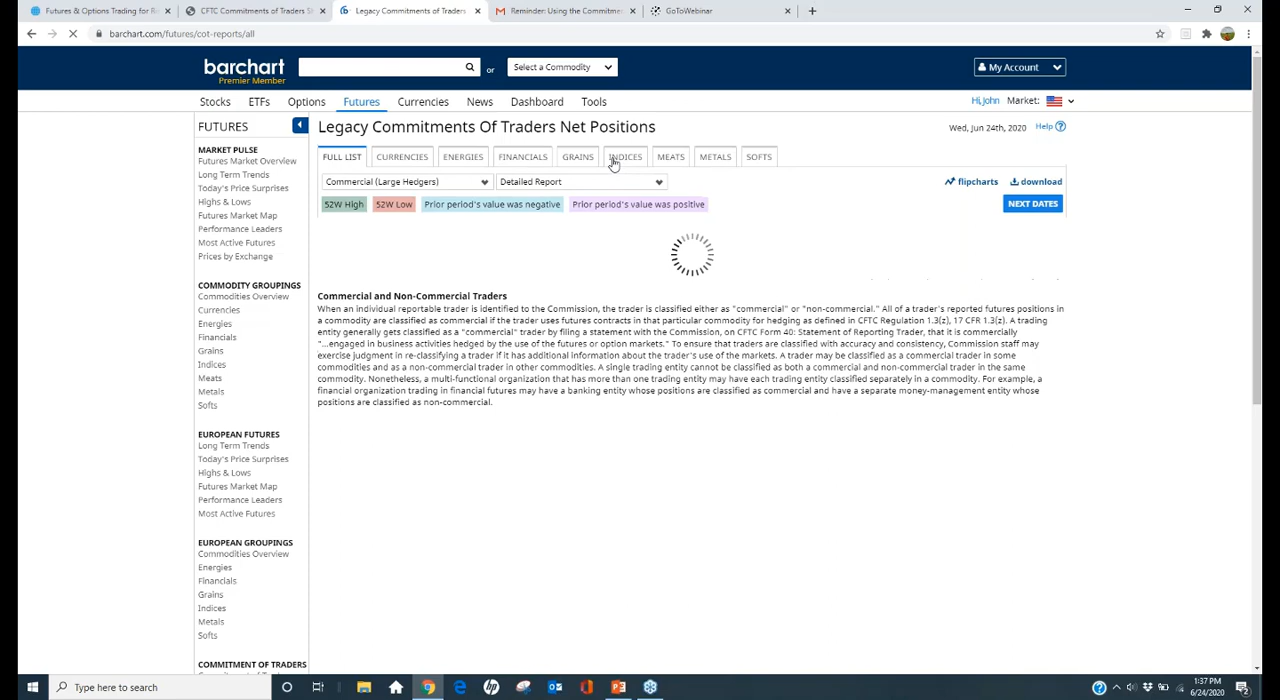 Futures & Options Trading for Ri
CFTC Commitments of Traders Sh
Legacy Commitments of Traders
Reminder: Using the Commitme
GoToWebinar
barchart.com/futures/cot-reports/all
barchart
Premier Member
or
Select a Commodity
My Account
Stocks
ETFs
Options
Futures
Currencies
News
Dashboard
Tools
Hi John
Market:
FUTURES
Legacy Commitments Of Traders Net Positions
Wed, Jun 24th, 2020
Help
FULL LIST
CURRENCIES
ENERGIES
FINANCIALS
GRAINS
INDICES
MEATS
METALS
SOFTS
Commercial (Large Hedgers)
Detailed Report
flipcharts
download
52W High
52W Low
Prior period's value was negative
Prior period's value was positive
NEXT DATES
MARKET PULSE
Futures Market Overview
Long Term Trends
Today's Price Surprises
Highs & Lows
Futures Market Map
Performance Leaders
Most Active Futures
Prices by Exchange
COMMODITY GROUPINGS
Commodities Overview
Currencies
Energies
Financials
Grains
Indices
Meats
Metals
Softs
EUROPEAN FUTURES
Long Term Trends
Today's Price Surprises
Highs & Lows
Futures Market Map
Performance Leaders
Most Active Futures
EUROPEAN GROUPINGS
Commodities Overview
Energies
Financials
Grains
Indices
Metals
Softs
COMMITMENT OF TRADERS
Commercial and Non-Commercial Traders
When an individual reportable trader is identified to the Commission, the trader is classified either as "commercial" or "non-commercial." All of a trader's reported futures positions
in a commodity are classified as commercial if the trader uses futures contracts in that particular commodity for hedging as defined in CFTC Regulation 1.3(z), 17 CFR 1.3(z). A trading
entity generally gets classified as a "commercial" trader by filing a statement with the Commission, on CFTC Form 40: Statement of Reporting Trader, that it is commercially
"...engaged in business activities hedged by the use of the futures or option markets." To ensure that traders are classified with accuracy and consistency, Commission staff may
exercise judgment in re-classifying a trader if it has additional information about the trader's use of the markets. A trader may be classified as a commercial trader in some
commodities and as a non-commercial trader in other commodities. A single trading entity cannot be classified as both a commercial and non-commercial trader in the same
commodity. Nonetheless, a multi-functional organization that has more than one trading entity may have each trading entity classified separately in a commodity. For example, a
financial organization trading in financial futures may have a banking entity whose positions are classified as commercial and have a separate money-management entity whose
positions are classified as non-commercial.
Type here to search
1:37 PM
6/24/2020